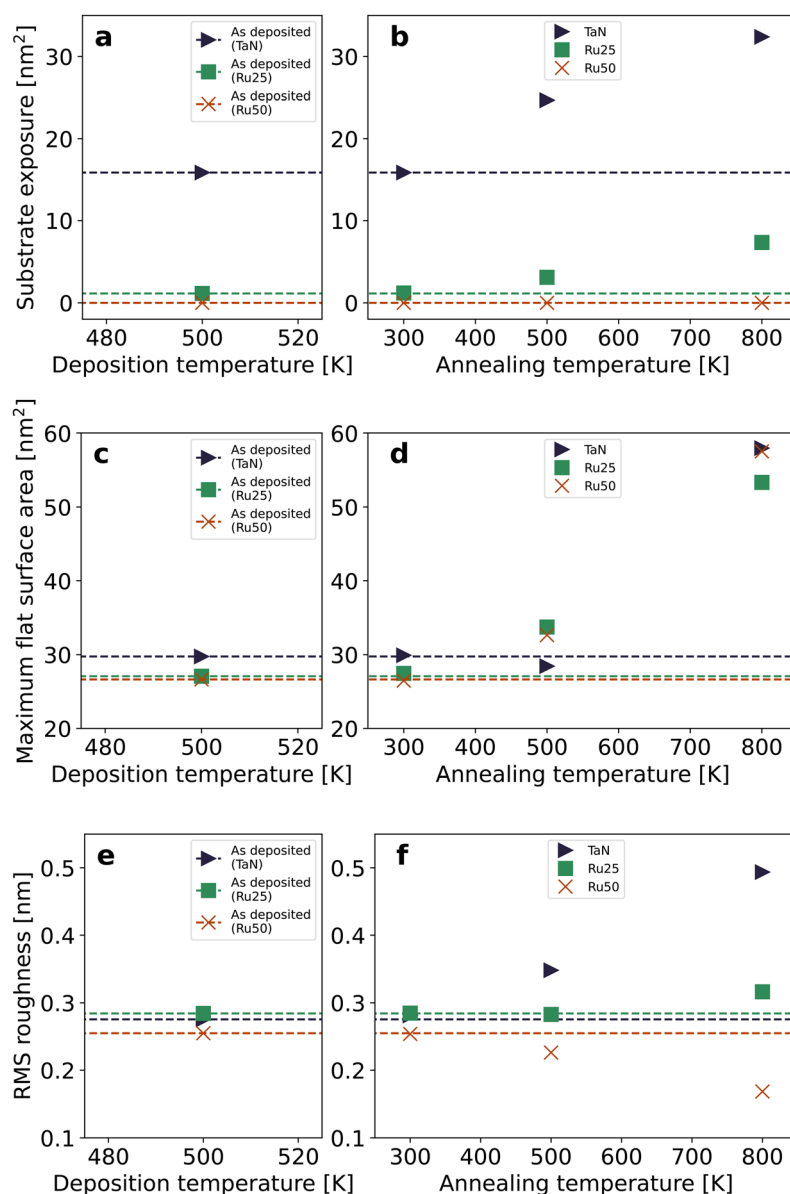 a
As deposited
(TaN)
As deposited
(Ru25)
As deposited
(Ru50)
Substrate exposure [nm²]
30
20
10
0
480
500
520
Deposition temperature [K]
b
TaN
Ru25
Ru50
300
400
500
600
700
800
Annealing temperature [K]
c
As deposited
(TaN)
As deposited
(Ru25)
As deposited
(Ru50)
Maximum flat surface area [nm²]
60
50
40
30
20
480
500
520
Deposition temperature [K]
d
TaN
Ru25
Ru50
60
50
40
30
20
300
400
500
600
700
800
Annealing temperature [K]
e
As deposited
(TaN)
As deposited
(Ru25)
As deposited
(Ru50)
RMS roughness [nm]
0.5
0.4
0.3
0.2
0.1
480
500
520
Deposition temperature [K]
f
TaN
Ru25
Ru50
300
400
500
600
700
800
Annealing temperature [K]